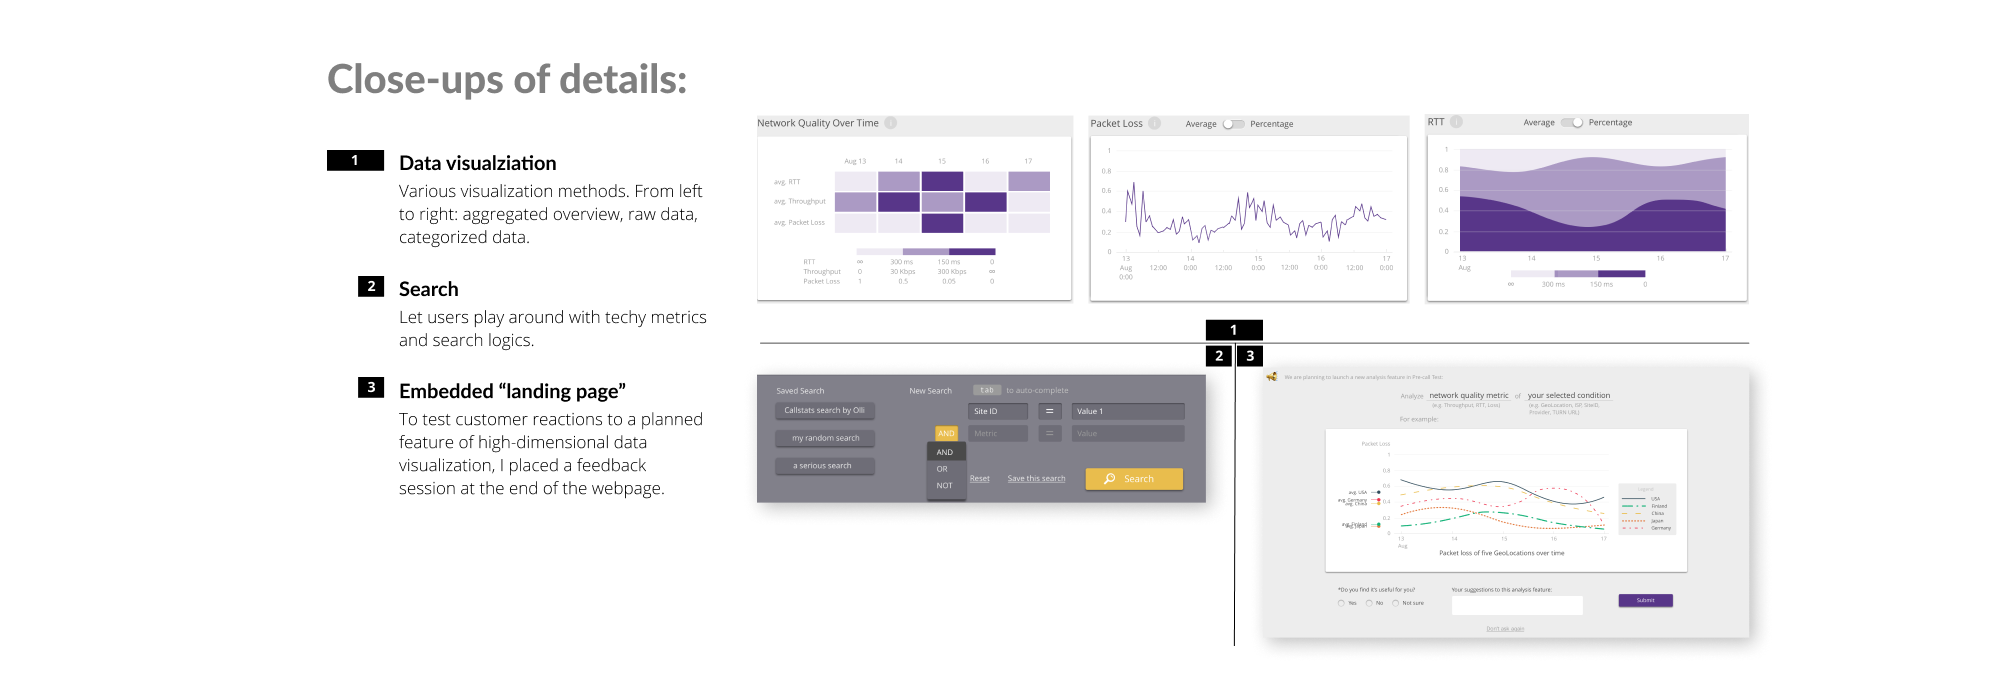 Close-ups of details:
1
Data visualziation
Various visualization methods. From left
to right: aggregated overview, raw data,
categorized data.
2
Search
Let users play around with techy metrics
and search logics.
3
Embedded “landing page”
To test customer reactions to a planned
feature of high-dimensional data
visualization, I placed a feedback
session at the end of the webpage.
Network Quality Over Time i
Aug 13 14 15 16 17
avg. RTT
avg. Throughput
avg. Packet Loss
RTT ∞ 300 ms 150 ms 0
Throughput 0 30 Kbps 300 Kbps ∞
Packet Loss 1 0.5 0.05 0
Packet Loss i Average Percentage
1
0.8
0.6
0.4
0.2
0
13 14 15 16 17
Aug 12:00 0:00 12:00 0:00 12:00 0:00 12:00 0:00
0:00
RTT i Average Percentage
1
0.8
0.6
0.4
0.2
0
13 14 15 16 17
Aug
∞ 300 ms 150 ms 0
1
2 3
Saved Search
Callstats search by Olli
my random search
a serious search
New Search tab to auto-complete
Site ID = Value 1
AND Metric = Value
AND
OR
NOT
Reset Save this search Search
We are planning to launch a new analysis feature in Pre-call Test
Analyze network quality metric of your selected condition
(e.g. Throughput, RTT, Loss) (e.g. GeoLocation, ISP, SiteID,
Provider, TURN URL)
For example:
Packet Loss
1
0.8
0.6
0.4
0.2
0
avg. USA
avg. Germany
avg. China
avg. Finland
avg. Japan
13 14 15 16 17
Aug
Legend
USA
Finland
China
Japan
Germany
Packet loss of five GeoLocations over time
*Do you find it's useful for you?
Yes No Not sure
Your suggestions to this analysis feature:
Submit
Don't ask again